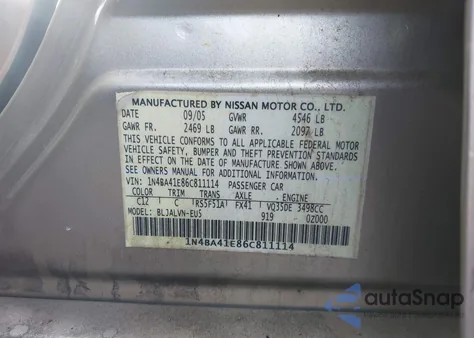 MANUFACTURED BY NISSAN MOTOR CO., LTD.
DATE 09/05 GVWR 4546 LB
GAWR FR. 2469 LB GAWR RR. 2097 LB
THIS VEHICLE CONFORMS TO ALL APPLICABLE FEDERAL MOTOR
VEHICLE SAFETY, BUMPER AND THEFT PREVENTION STANDARDS
IN EFFECT ON THE DATE OF MANUFACTURE SHOWN ABOVE.
SEE OWNERS MANUAL FOR ADDITIONAL INFORMATION.
VIN: 1N4BA41E86C811114 PASSENGER CAR
COLOR TRIM TRANS AXLE ENGINE
C12 C RS5F51A FX41 VQ35DE 3498CC
MODEL: BLJALVN-EU5 919 0Z000
1N4BA41E86C811114
autaSnap